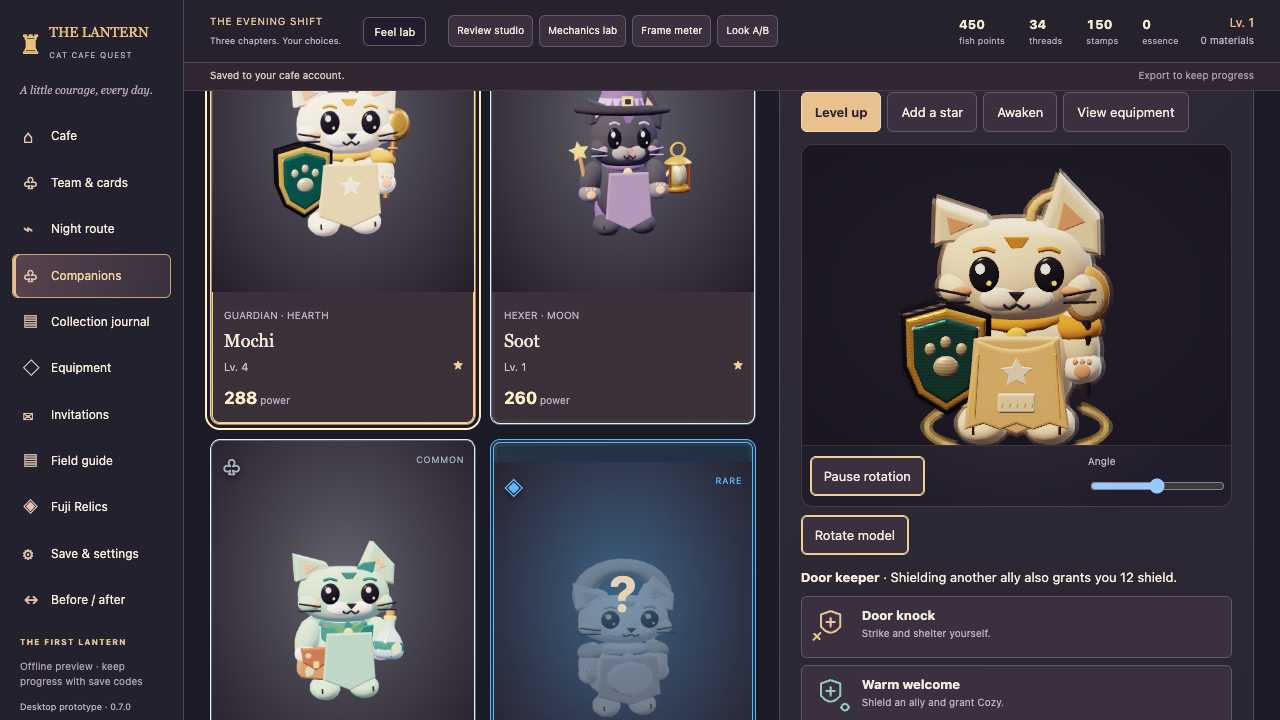 THE LANTERN
CAT CAFE QUEST
A little courage, every day.
Cafe
Team & cards
Night route
Companions
Collection journal
Equipment
Invitations
Field guide
Fuji Relics
Save & settings
Before / after
THE FIRST LANTERN
Offline preview · keep
progress with save codes
Desktop prototype · 0.7.0
THE EVENING SHIFT
Three chapters. Your choices.
Feel lab
Review studio
Mechanics lab
Frame meter
Look A/B
450
fish points
34
threads
150
stamps
0
essence
Lv. 1
0 materials
Saved to your cafe account.
Export to keep progress
GUARDIAN · HEARTH
Mochi
Lv. 4
288 power
HEXER · MOON
Soot
Lv. 1
260 power
COMMON
RARE
?
Level up
Add a star
Awaken
View equipment
Pause rotation
Angle
Rotate model
Door keeper · Shielding another ally also grants you 12 shield.
Door knock
Strike and shelter yourself.
Warm welcome
Shield an ally and grant Cozy.